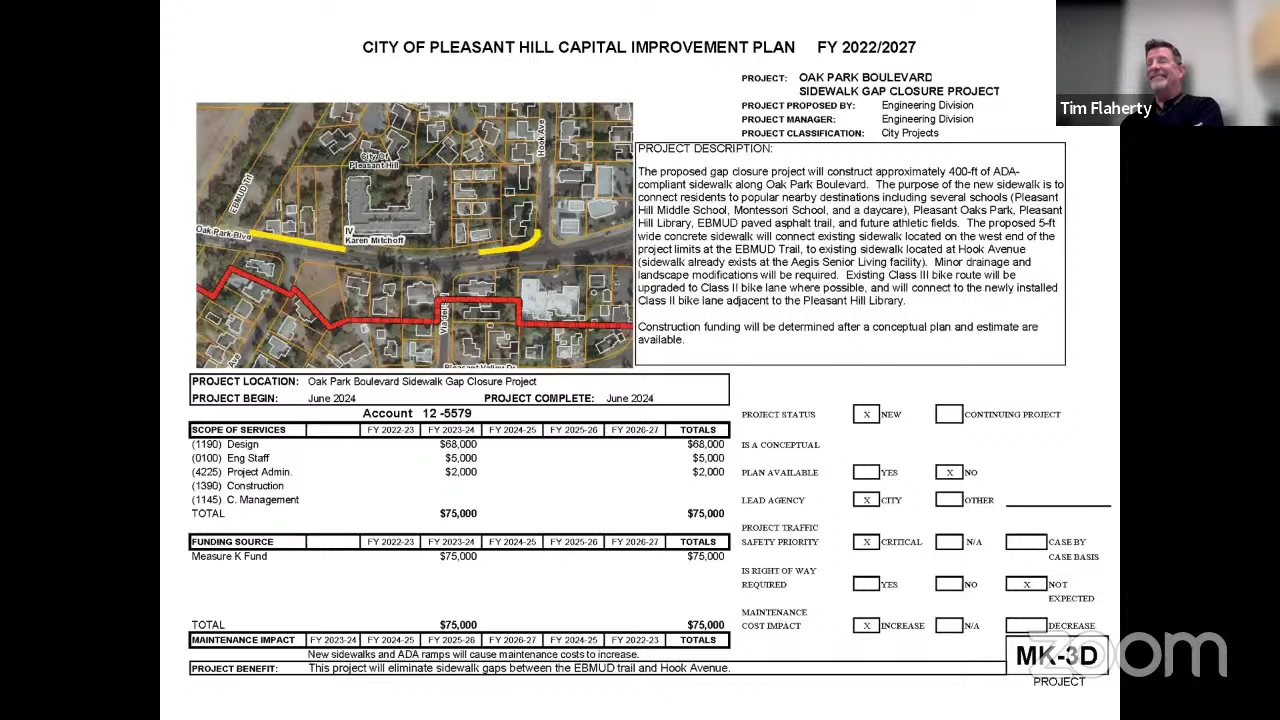 CITY OF PLEASANT HILL CAPITAL IMPROVEMENT PLAN FY 2022/2027
Tim Flaherty
PROJECT: OAK PARK BOULEVARD
SIDEWALK GAP CLOSURE PROJECT
PROJECT PROPOSED BY: Engineering Division
PROJECT MANAGER: Engineering Division
PROJECT CLASSIFICATION: City Projects
EBMUD Trl
Oak Park Blvd
City Of
Pleasant Hill
IV
Karen Mitchoff
Hook Ave
PROJECT DESCRIPTION:
The proposed gap closure project will construct approximately 400-ft of ADA-
compliant sidewalk along Oak Park Boulevard. The purpose of the new sidewalk is to
connect residents to popular nearby destinations including several schools (Pleasant
Hill Middle School, Montessori School, and a daycare), Pleasant Oaks Park, Pleasant
Hill Library, EBMUD paved asphalt trail, and future athletic fields. The proposed 5-ft
wide concrete sidewalk will connect existing sidewalk located on the west end of the
project limits at the EBMUD Trail, to existing sidewalk located at Hook Avenue
(sidewalk already exists at the Aegis Senior Living facility). Minor drainage and
landscape modifications will be required. Existing Class III bike route will be
upgraded to Class II bike lane where possible, and will connect to the newly installed
Class II bike lane adjacent to the Pleasant Hill Library.
Construction funding will be determined after a conceptual plan and estimate are
available.
PROJECT LOCATION: Oak Park Boulevard Sidewalk Gap Closure Project
PROJECT BEGIN: June 2024 PROJECT COMPLETE: June 2024
Account 12 -5579
SCOPE OF SERVICES FY 2022-23 FY 2023-24 FY 2024-25 FY 2025-26 FY 2026-27 TOTALS
(1190) Design $68,000 $68,000
(0100) Eng Staff $5,000 $5,000
(4225) Project Admin. $2,000 $2,000
(1390) Construction
(1145) C. Management
TOTAL $75,000 $75,000
FUNDING SOURCE FY 2022-23 FY 2023-24 FY 2024-25 FY 2025-26 FY 2026-27 TOTALS
Measure K Fund $75,000 $75,000
TOTAL $75,000 $75,000
MAINTENANCE IMPACT FY 2023-24 FY 2024-25 FY 2025-26 FY 2026-27 FY 2024-25 FY 2022-23 TOTALS
New sidewalks and ADA ramps will cause maintenance costs to increase.
PROJECT BENEFIT: This project will eliminate sidewalk gaps between the EBMUD trail and Hook Avenue.
PROJECT STATUS X NEW CONTINUING PROJECT
IS A CONCEPTUAL
PLAN AVAILABLE YES X NO
LEAD AGENCY X CITY OTHER
PROJECT TRAFFIC
SAFETY PRIORITY X CRITICAL N/A CASE BY
CASE BASIS
IS RIGHT OF WAY
REQUIRED YES NO X NOT
EXPECTED
MAINTENANCE
COST IMPACT X INCREASE N/A DECREASE
MK-3D
PROJECT
zoom